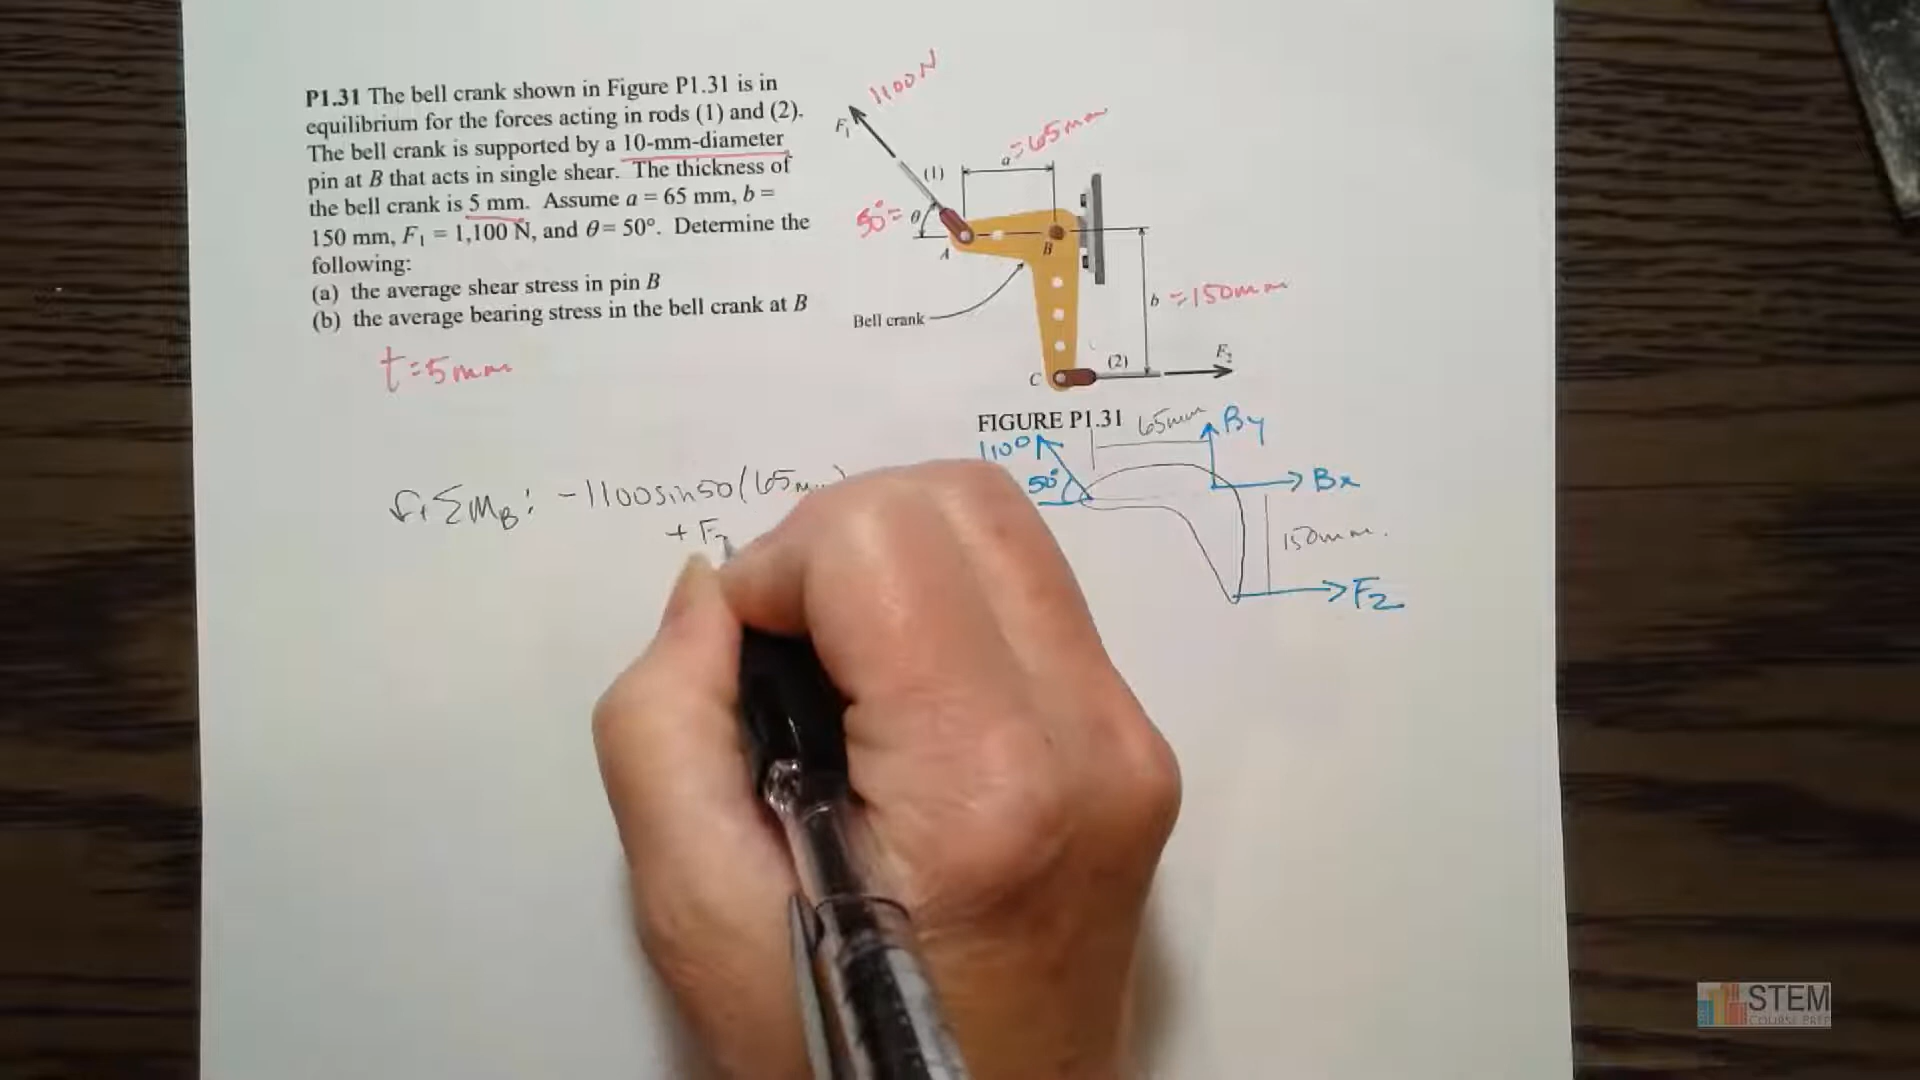 P1.31 The bell crank shown in Figure P1.31 is in
equilibrium for the forces acting in rods (1) and (2).
The bell crank is supported by a 10-mm-diameter
pin at B that acts in single shear. The thickness of
the bell crank is 5 mm. Assume a = 65 mm, b =
150 mm, F1 = 1,100 N, and θ = 50°. Determine the
following:
(a) the average shear stress in pin B
(b) the average bearing stress in the bell crank at B
t=5mm
1100N
F1
(1)
a =65mm
50°= θ
A
B
b =150mm
Bell crank
(2)
F2
C
FIGURE P1.31
65mm
By
1100
50°
Bx
150mm.
F2
+ΣMB: -1100sin50(65mm)
+F2
STEM
COURSE PREP